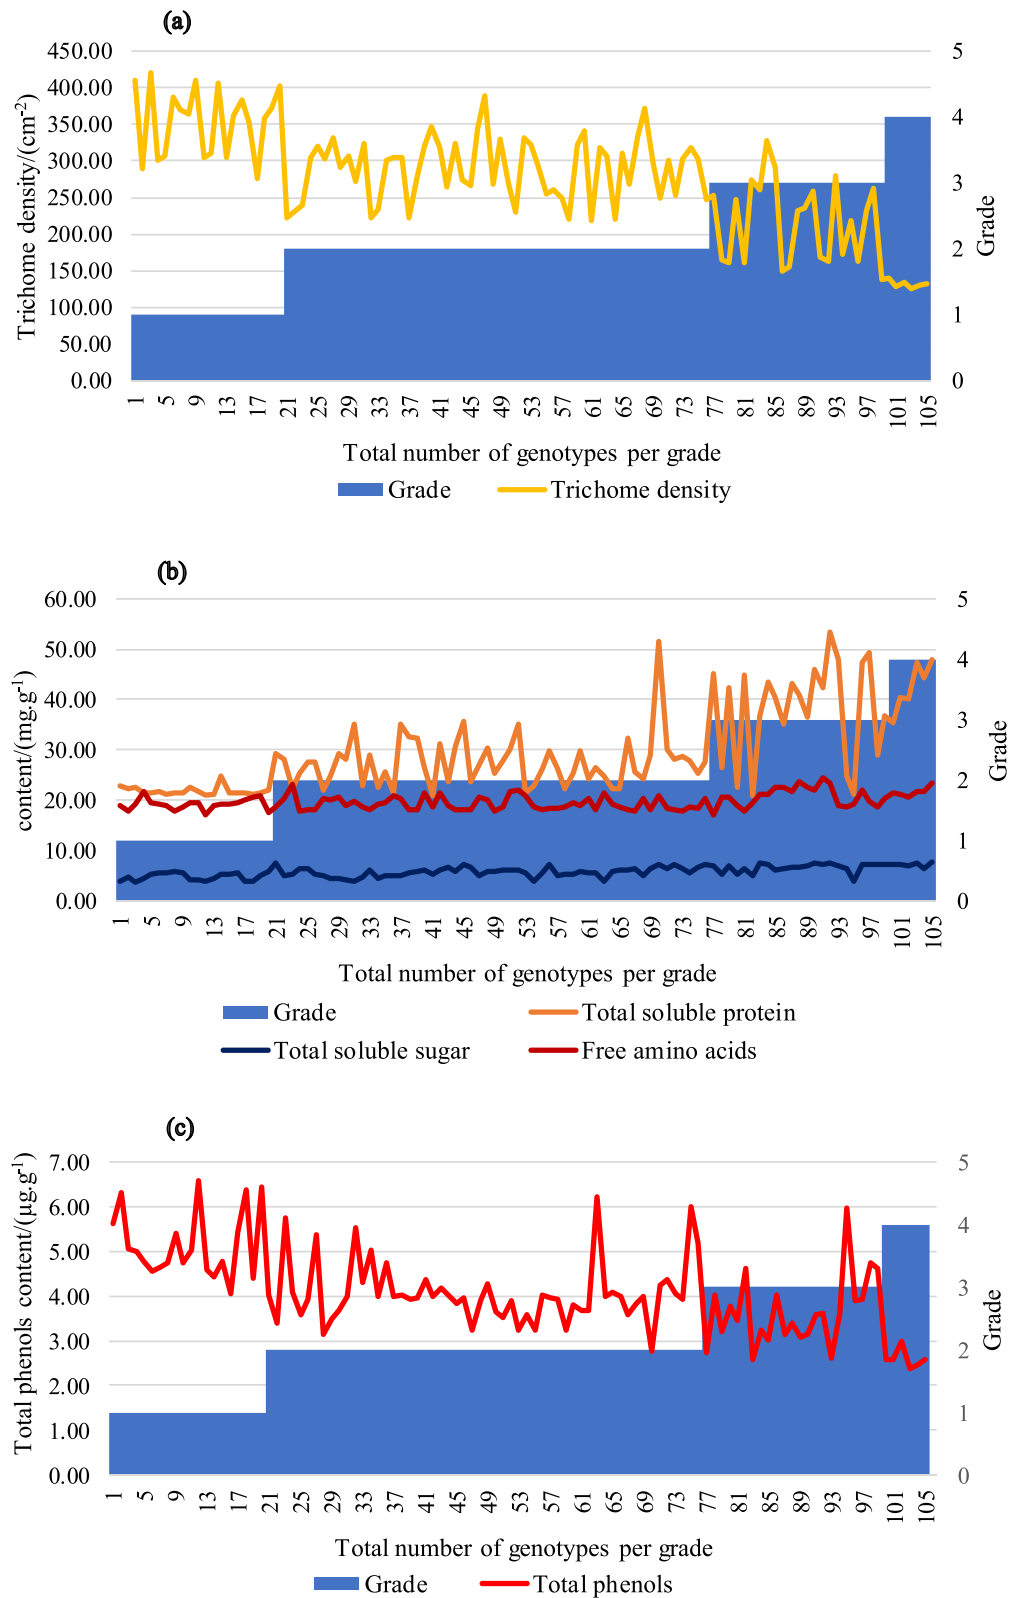 (a)
450.00
400.00
350.00
300.00
250.00
200.00
150.00
100.00
50.00
0.00
Trichome density/(cm-2)
5
4
3
2
1
0
Grade
1 5 9 13 17 21 25 29 33 37 41 45 49 53 57 61 65 69 73 77 81 85 89 93 97 101 105
Total number of genotypes per grade
Grade Trichome density
(b)
60.00
50.00
40.00
30.00
20.00
10.00
0.00
content/(mg.g-1)
5
4
3
2
1
0
Grade
1 5 9 13 17 21 25 29 33 37 41 45 49 53 57 61 65 69 73 77 81 85 89 93 97 101 105
Total number of genotypes per grade
Grade Total soluble protein
Total soluble sugar Free amino acids
(c)
7.00
6.00
5.00
4.00
3.00
2.00
1.00
0.00
Total phenols content/(µg.g-1)
5
4
3
2
1
0
Grade
1 5 9 13 17 21 25 29 33 37 41 45 49 53 57 61 65 69 73 77 81 85 89 93 97 101 105
Total number of genotypes per grade
Grade Total phenols